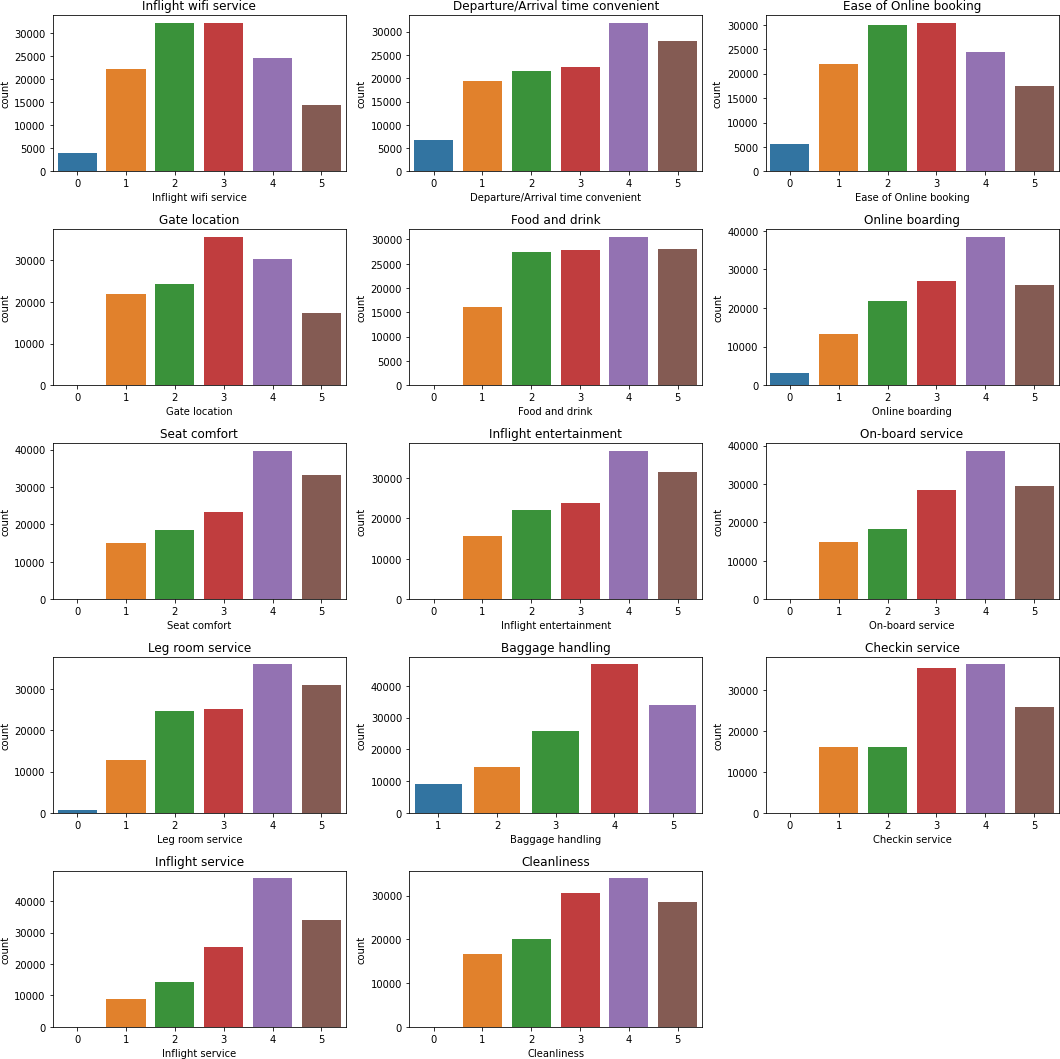 Inflight wifi service
Departure/Arrival time convenient
Ease of Online booking
count
30000
25000
20000
15000
10000
5000
0
0 1 2 3 4 5
Inflight wifi service
count
30000
25000
20000
15000
10000
5000
0
0 1 2 3 4 5
Departure/Arrival time convenient
count
30000
25000
20000
15000
10000
5000
0
0 1 2 3 4 5
Ease of Online booking
Gate location
Food and drink
Online boarding
count
30000
20000
10000
0
0 1 2 3 4 5
Gate location
count
30000
25000
20000
15000
10000
5000
0
0 1 2 3 4 5
Food and drink
count
40000
30000
20000
10000
0
0 1 2 3 4 5
Online boarding
Seat comfort
Inflight entertainment
On-board service
count
40000
30000
20000
10000
0
0 1 2 3 4 5
Seat comfort
count
30000
20000
10000
0
0 1 2 3 4 5
Inflight entertainment
count
40000
30000
20000
10000
0
0 1 2 3 4 5
On-board service
Leg room service
Baggage handling
Checkin service
count
30000
20000
10000
0
0 1 2 3 4 5
Leg room service
count
40000
30000
20000
10000
0
1 2 3 4 5
Baggage handling
count
30000
20000
10000
0
0 1 2 3 4 5
Checkin service
Inflight service
Cleanliness
count
40000
30000
20000
10000
0
0 1 2 3 4 5
Inflight service
count
30000
20000
10000
0
0 1 2 3 4 5
Cleanliness